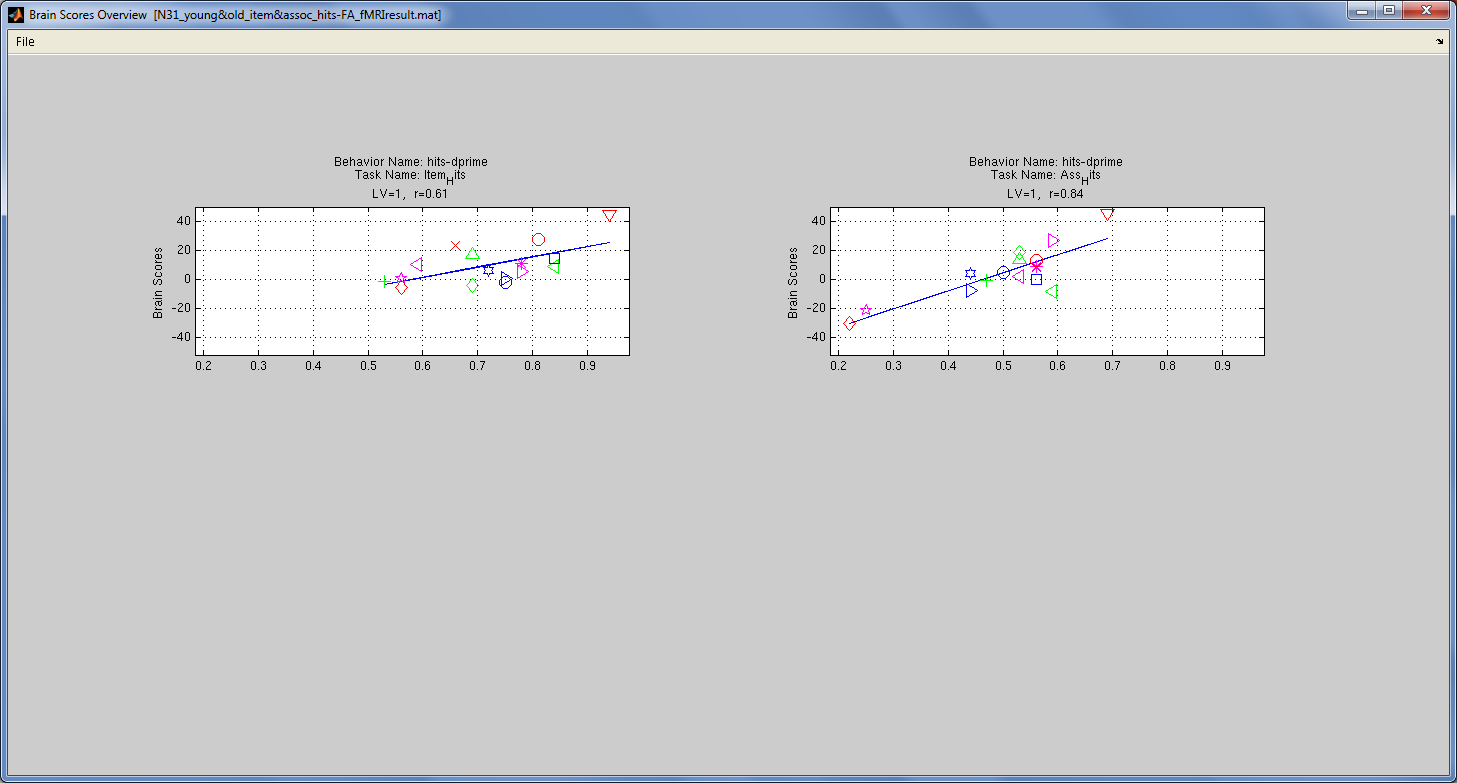 Brain Scores Overview [N31_young&old_item&assoc_hits-FA_fMRIresult.mat]
File
Behavior Name: hits-dprime
Task Name: Item_Hits
LV=1, r=0.61
Brain Scores
40
20
0
-20
-40
0.2 0.3 0.4 0.5 0.6 0.7 0.8 0.9
Behavior Name: hits-dprime
Task Name: Ass_Hits
LV=1, r=0.84
Brain Scores
40
20
0
-20
-40
0.2 0.3 0.4 0.5 0.6 0.7 0.8 0.9